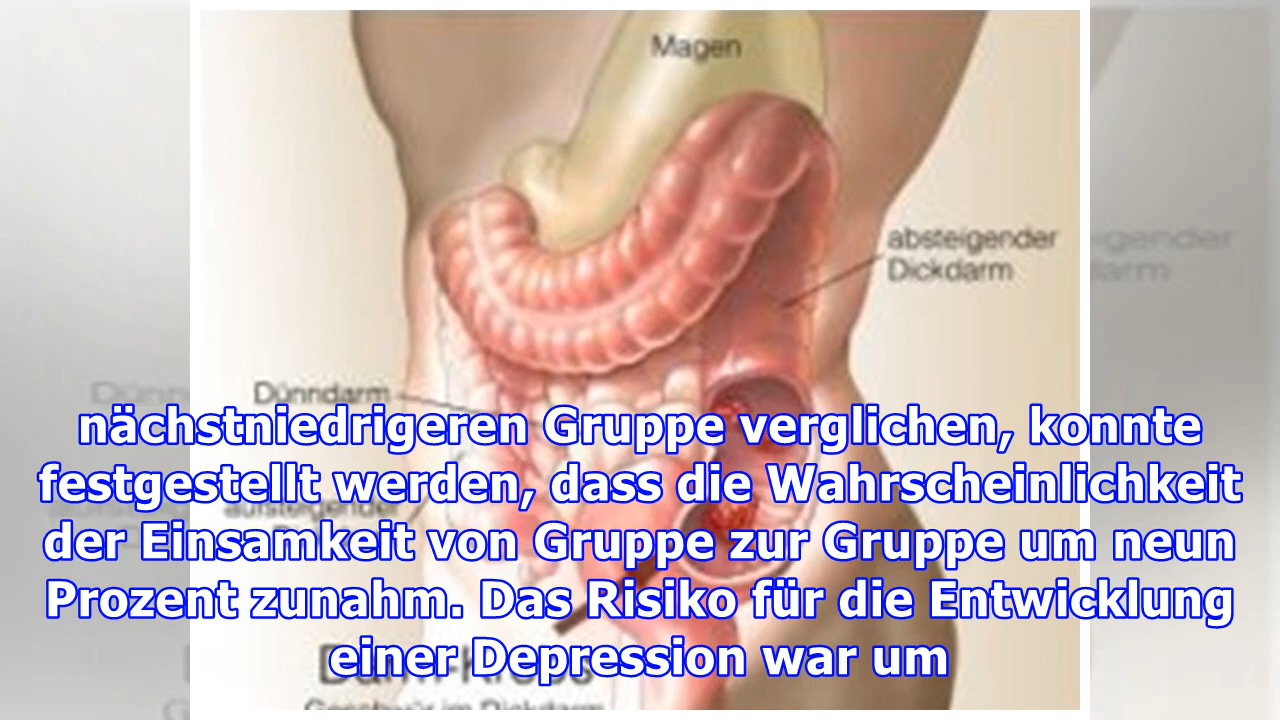 Magen
absteigender
Dickdarm
Dünndarm
nächstniedrigeren Gruppe verglichen, konnte
festgestellt werden, dass die Wahrscheinlichkeit
aufsteigender
der Einsamkeit von Gruppe zur Gruppe um neun
Prozent zunahm. Das Risiko für die Entwicklung
einer Depression war um